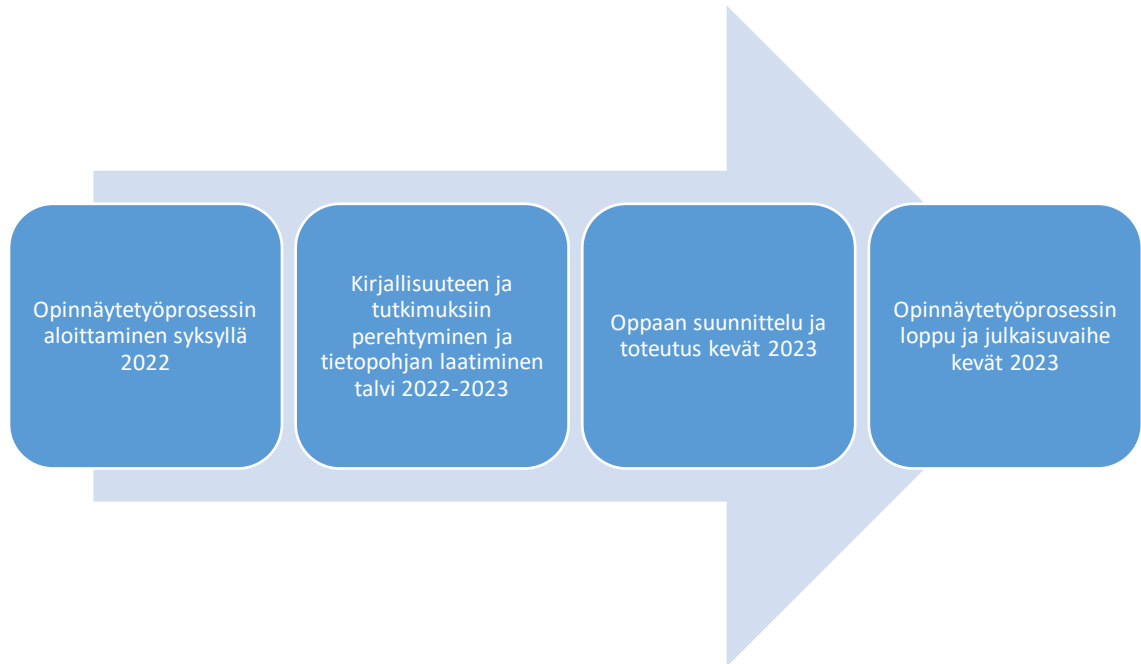 Opinnäytetyöprosessin
aloittaminen syksyllä
2022
Kirjallisuuteen ja
tutkimuksiin
perehtyminen ja
tietopohjan laatiminen
talvi 2022-2023
Oppaan suunnittelu ja
toteutus kevät 2023
Opinnäytetyöprosessin
loppu ja julkaisuvaihe
kevät 2023